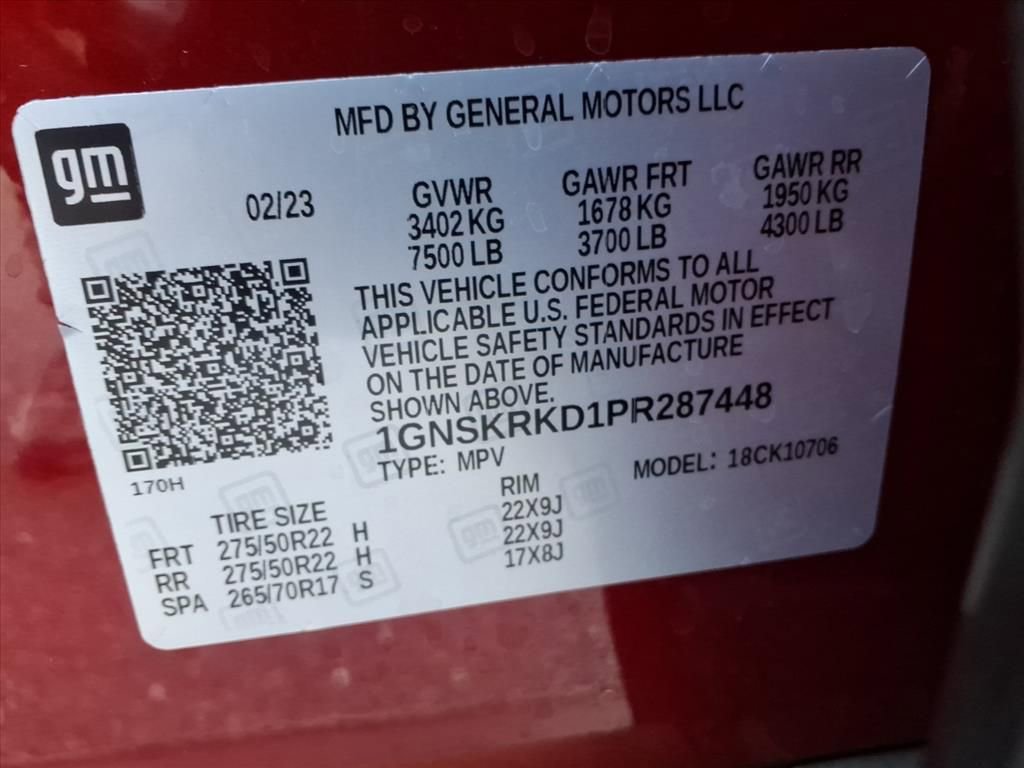 MFD BY GENERAL MOTORS LLC
gm
02/23
GVWR GAWR FRT GAWR RR
3402 KG 1678 KG 1950 KG
7500 LB 3700 LB 4300 LB
THIS VEHICLE CONFORMS TO ALL
APPLICABLE U.S. FEDERAL MOTOR
VEHICLE SAFETY STANDARDS IN EFFECT
ON THE DATE OF MANUFACTURE
SHOWN ABOVE.
1GNSKRKD1PR287448
TYPE: MPV MODEL: 18CK10706
170H
TIRE SIZE RIM
FRT 275/50R22 H 22X9J
RR 275/50R22 H 22X9J
SPA 265/70R17 S 17X8J